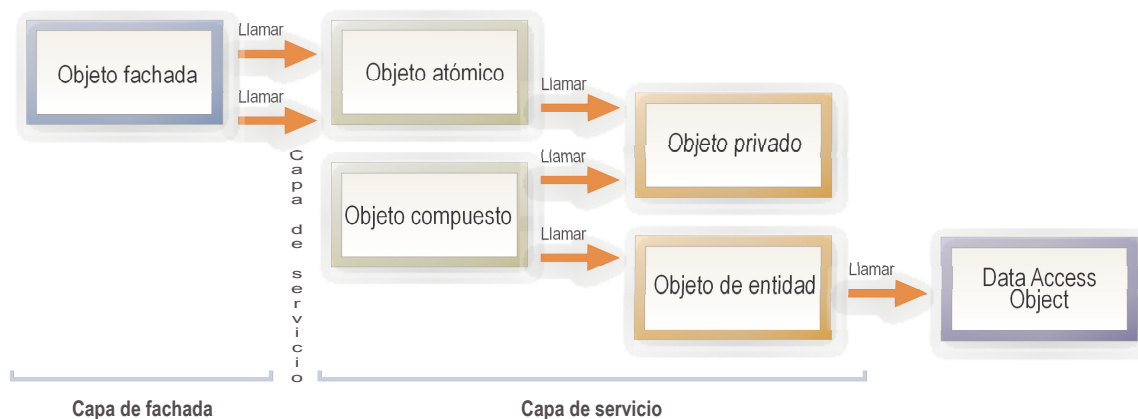 Llamar
Objeto fachada
Objeto atómico
Llamar
Llamar
Objeto privado
Capa de servicio
Llamar
Objeto compuesto
Llamar
Objeto de entidad
Llamar
Data Access
Object
Capa de fachada
Capa de servicio